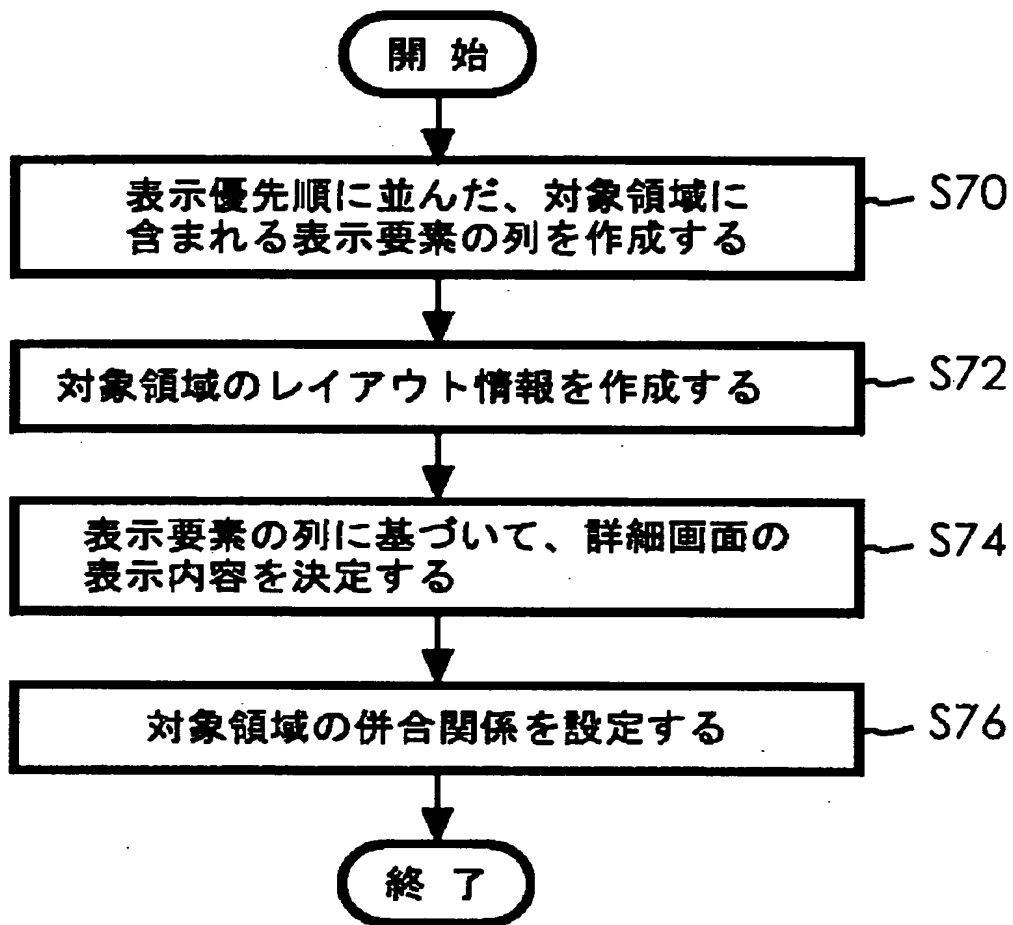 開始
表示優先順に並んだ、対象領域に
含まれる表示要素の列を作成する
S70
対象領域のレイアウト情報を作成する
S72
表示要素の列に基づいて、詳細画面の
表示内容を決定する
S74
対象領域の併合関係を設定する
S76
終了